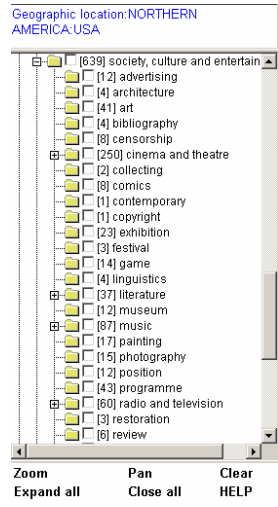 Geographic location:NORTHERN
AMERICA:USA
[639] society, culture and entertain
[12] advertising
[4] architecture
[41] art
[4] bibliography
[8] censorship
[250] cinema and theatre
[2] collecting
[8] comics
[1] contemporary
[1] copyright
[23] exhibition
[3] festival
[14] game
[4] linguistics
[37] literature
[12] museum
[87] music
[17] painting
[15] photography
[12] position
[43] programme
[60] radio and television
[3] restoration
[6] review
Zoom Pan Clear
Expand all Close all HELP